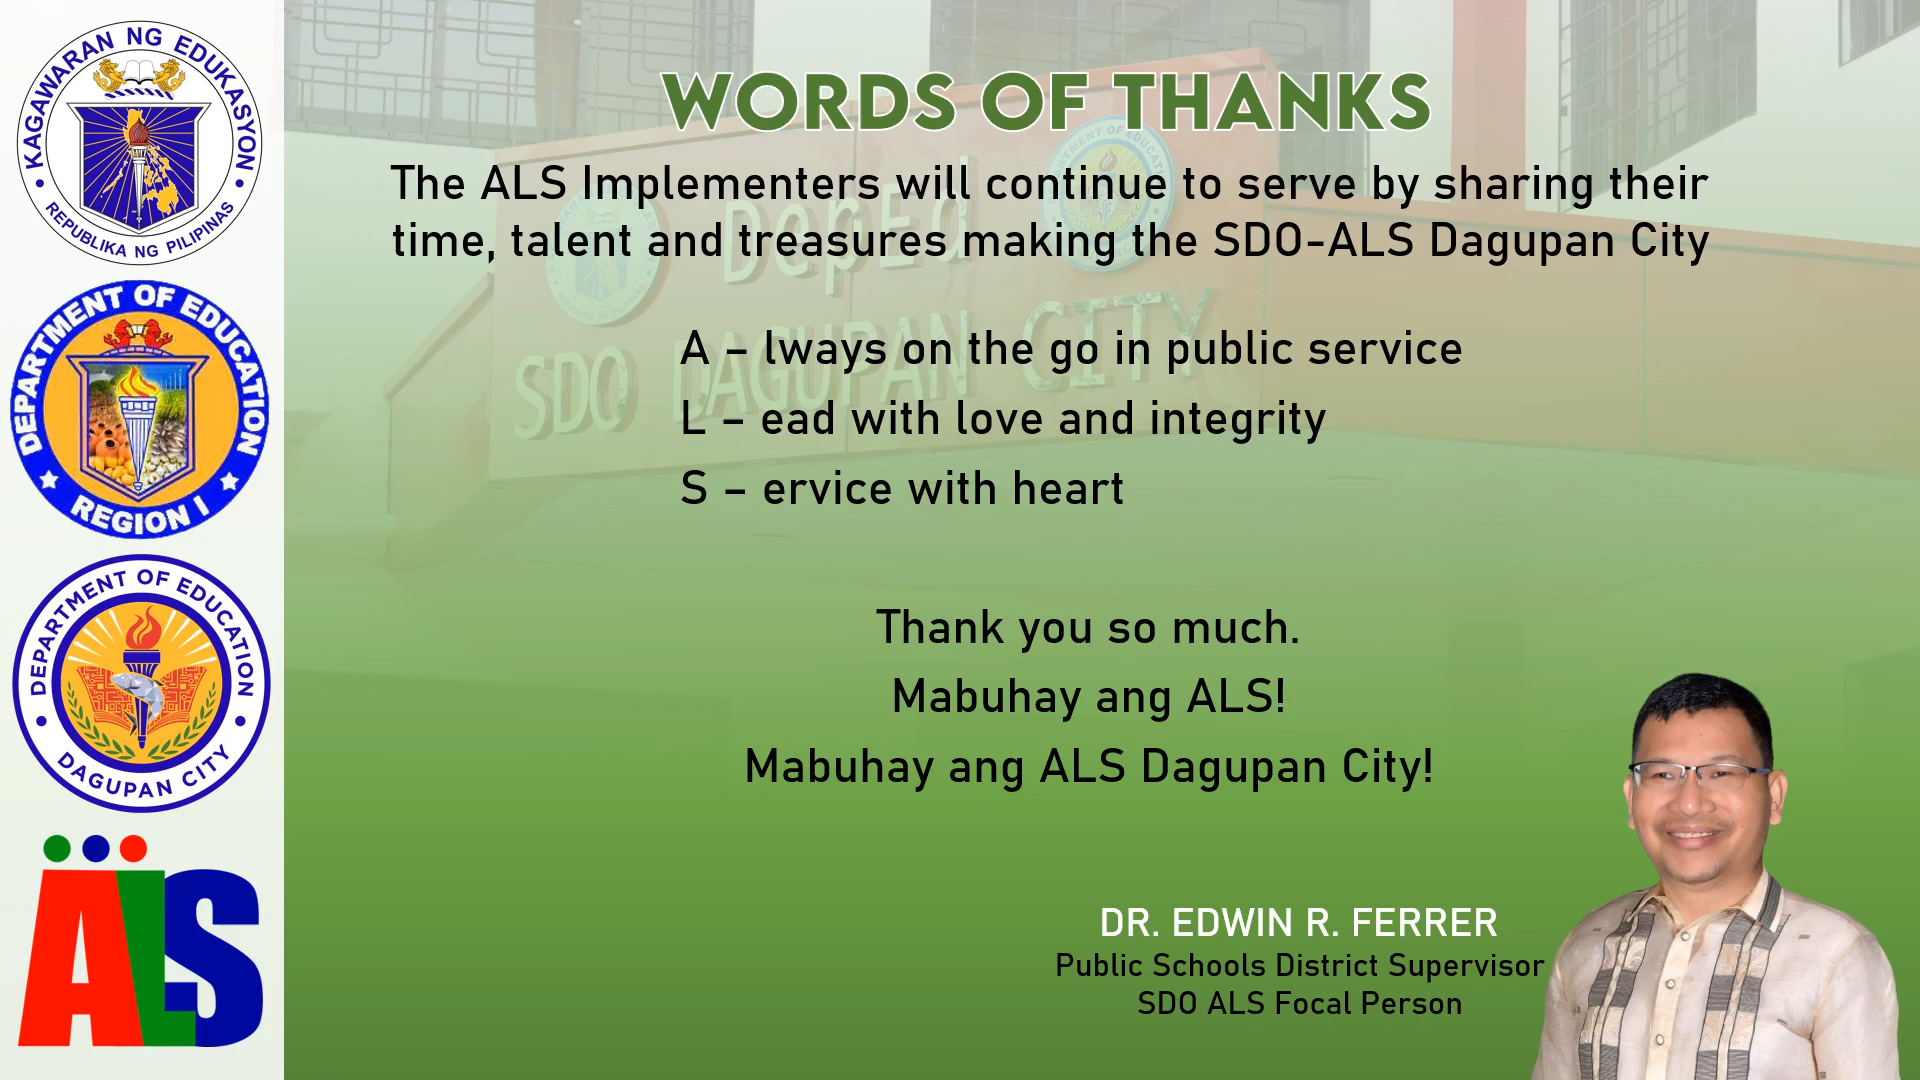 KAGAWARAN NG EDUKASYON
REPUBLIKA NG PILIPINAS
DEPARTMENT OF EDUCATION
REGION I
DEPARTMENT OF EDUCATION
DAGUPAN CITY
ALS
WORDS OF THANKS
The ALS Implementers will continue to serve by sharing their
time, talent and treasures making the SDO-ALS Dagupan City
A – lways on the go in public service
L – ead with love and integrity
S – ervice with heart
Thank you so much.
Mabuhay ang ALS!
Mabuhay ang ALS Dagupan City!
DR. EDWIN R. FERRER
Public Schools District Supervisor
SDO ALS Focal Person
DepEd
SDO DAGUPAN CITY